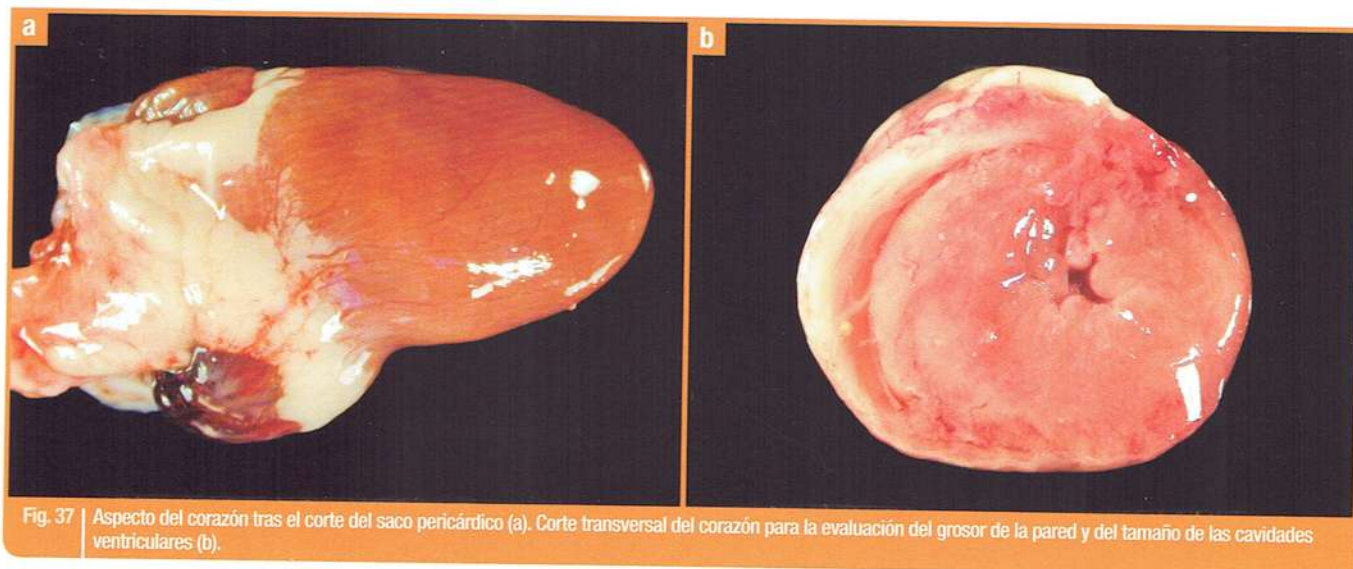 a
b
Fig. 37 | Aspecto del corazón tras el corte del saco pericárdico (a). Corte transversal del corazón para la evaluación del grosor de la pared y del tamaño de las cavidades
ventriculares (b).